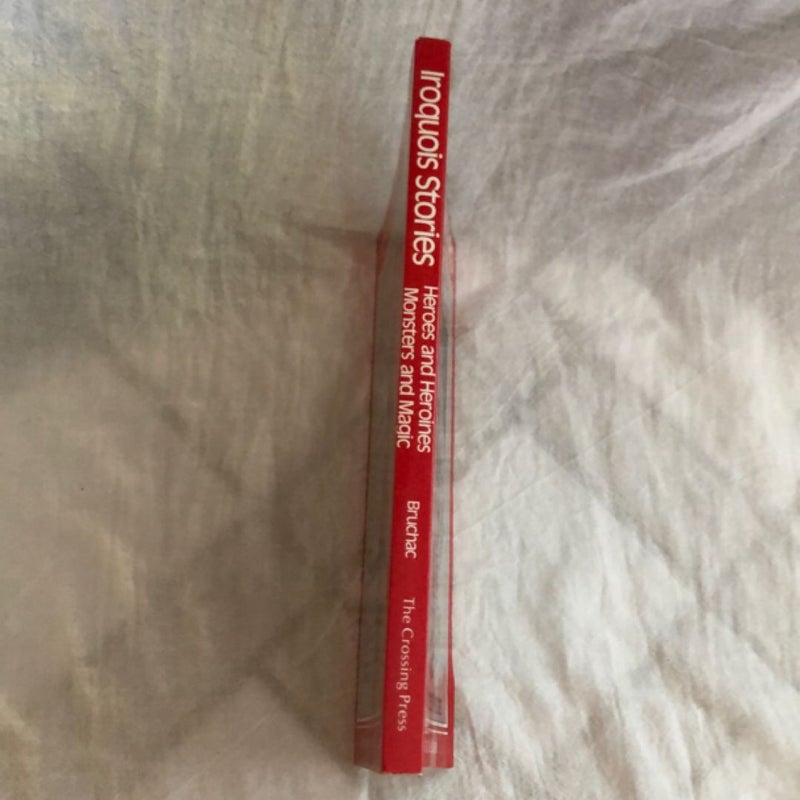 Iroquois Stories
Heroes and Heroines
Monsters and Magic
Bruchac
The Crossing Press